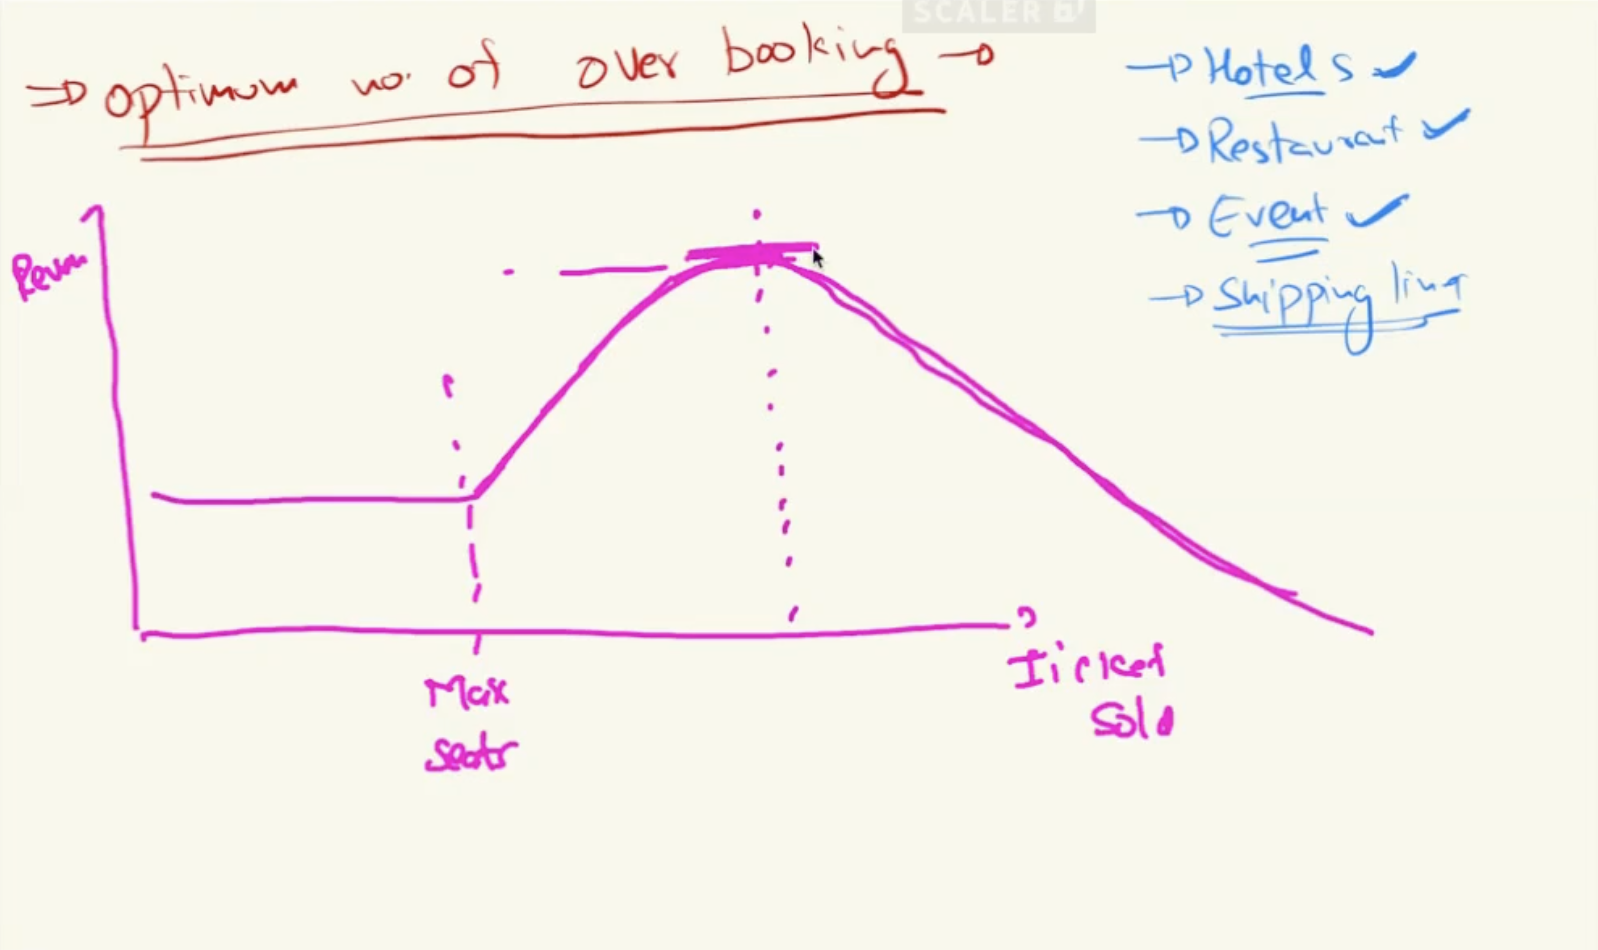 SCALER
optimum no. of over booking
Hotels
Restaurant
Event
Shipping line
Max
seats
Ticket
Sold